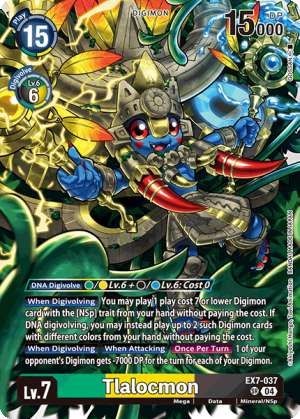 Play
15
DIGIMON
15000
DP
Digivolve
Lv.6
6
DNA Digivolve Lv.6 + Lv.6: Cost 0
When Digivolving You may play 1 play cost 7 or lower Digimon
card with the [NSp] trait from your hand without paying the cost. If
DNA digivolving, you may instead play up to 2 such Digimon cards
with different colors from your hand without paying the cost.
When Digivolving When Attacking Once Per Turn 1 of your
opponent's Digimon gets -7000 DP for the turn for each of your Digimon.
Lv.7
Tlalocmon
EX7-037
SR 04
Mega Data Mineral/NSp